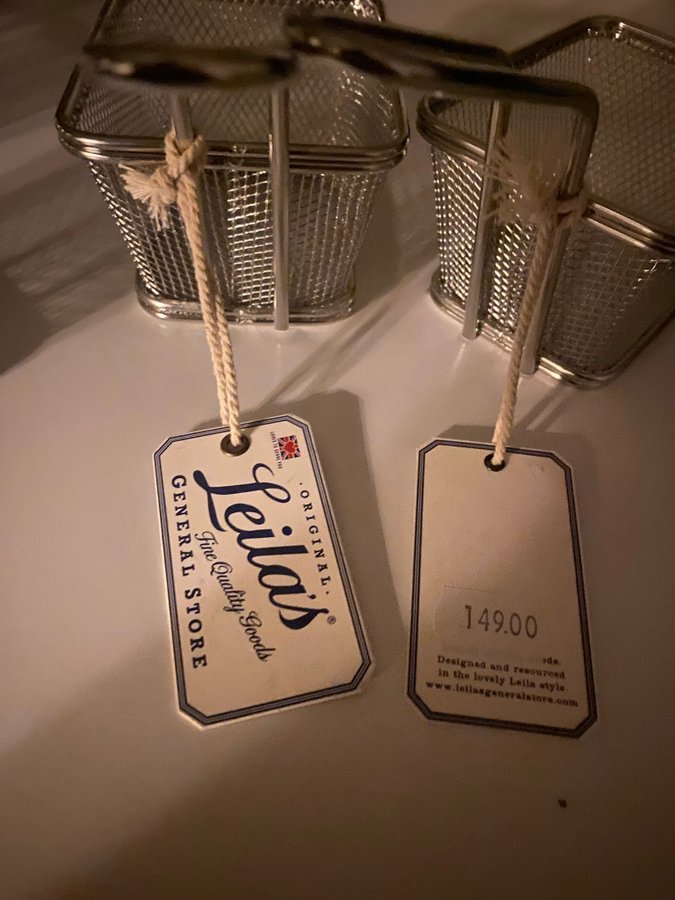 ·ORIGINAL·
Leila's®
Fine Quality Goods
GENERAL STORE
149.00
Designed and resourced
in the lovely Leila style
www.leilasgeneralstore.com